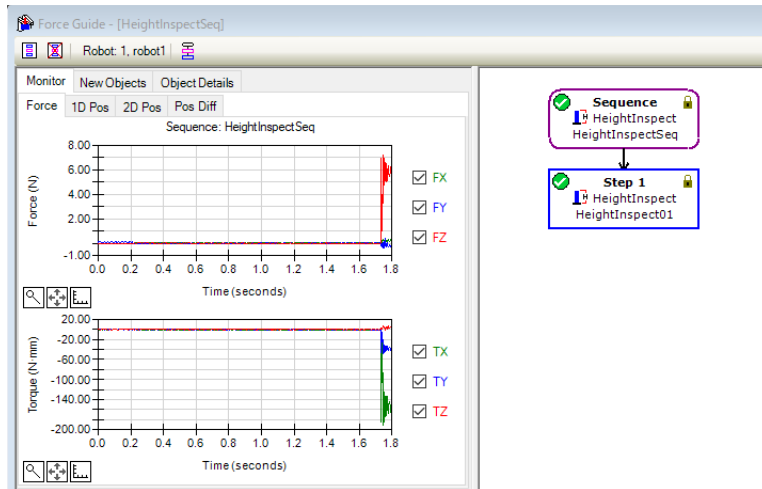 Force Guide - [HeightInspectSeq]
Robot: 1, robot1
Monitor New Objects Object Details
Force 1D Pos 2D Pos Pos Diff
Sequence: HeightInspectSeq
Force (N)
8.00
6.00
4.00
2.00
-1.00
0.0 0.2 0.4 0.6 0.8 1.0 1.2 1.4 1.6 1.8
Time (seconds)
FX
FY
FZ
Torque (N·mm)
20.00
-20.00
-60.00
-100.00
-140.00
-200.00
0.0 0.2 0.4 0.6 0.8 1.0 1.2 1.4 1.6 1.8
Time (seconds)
TX
TY
TZ
Sequence
H HeightInspect
HeightInspectSeq
Step 1
H HeightInspect
HeightInspect01